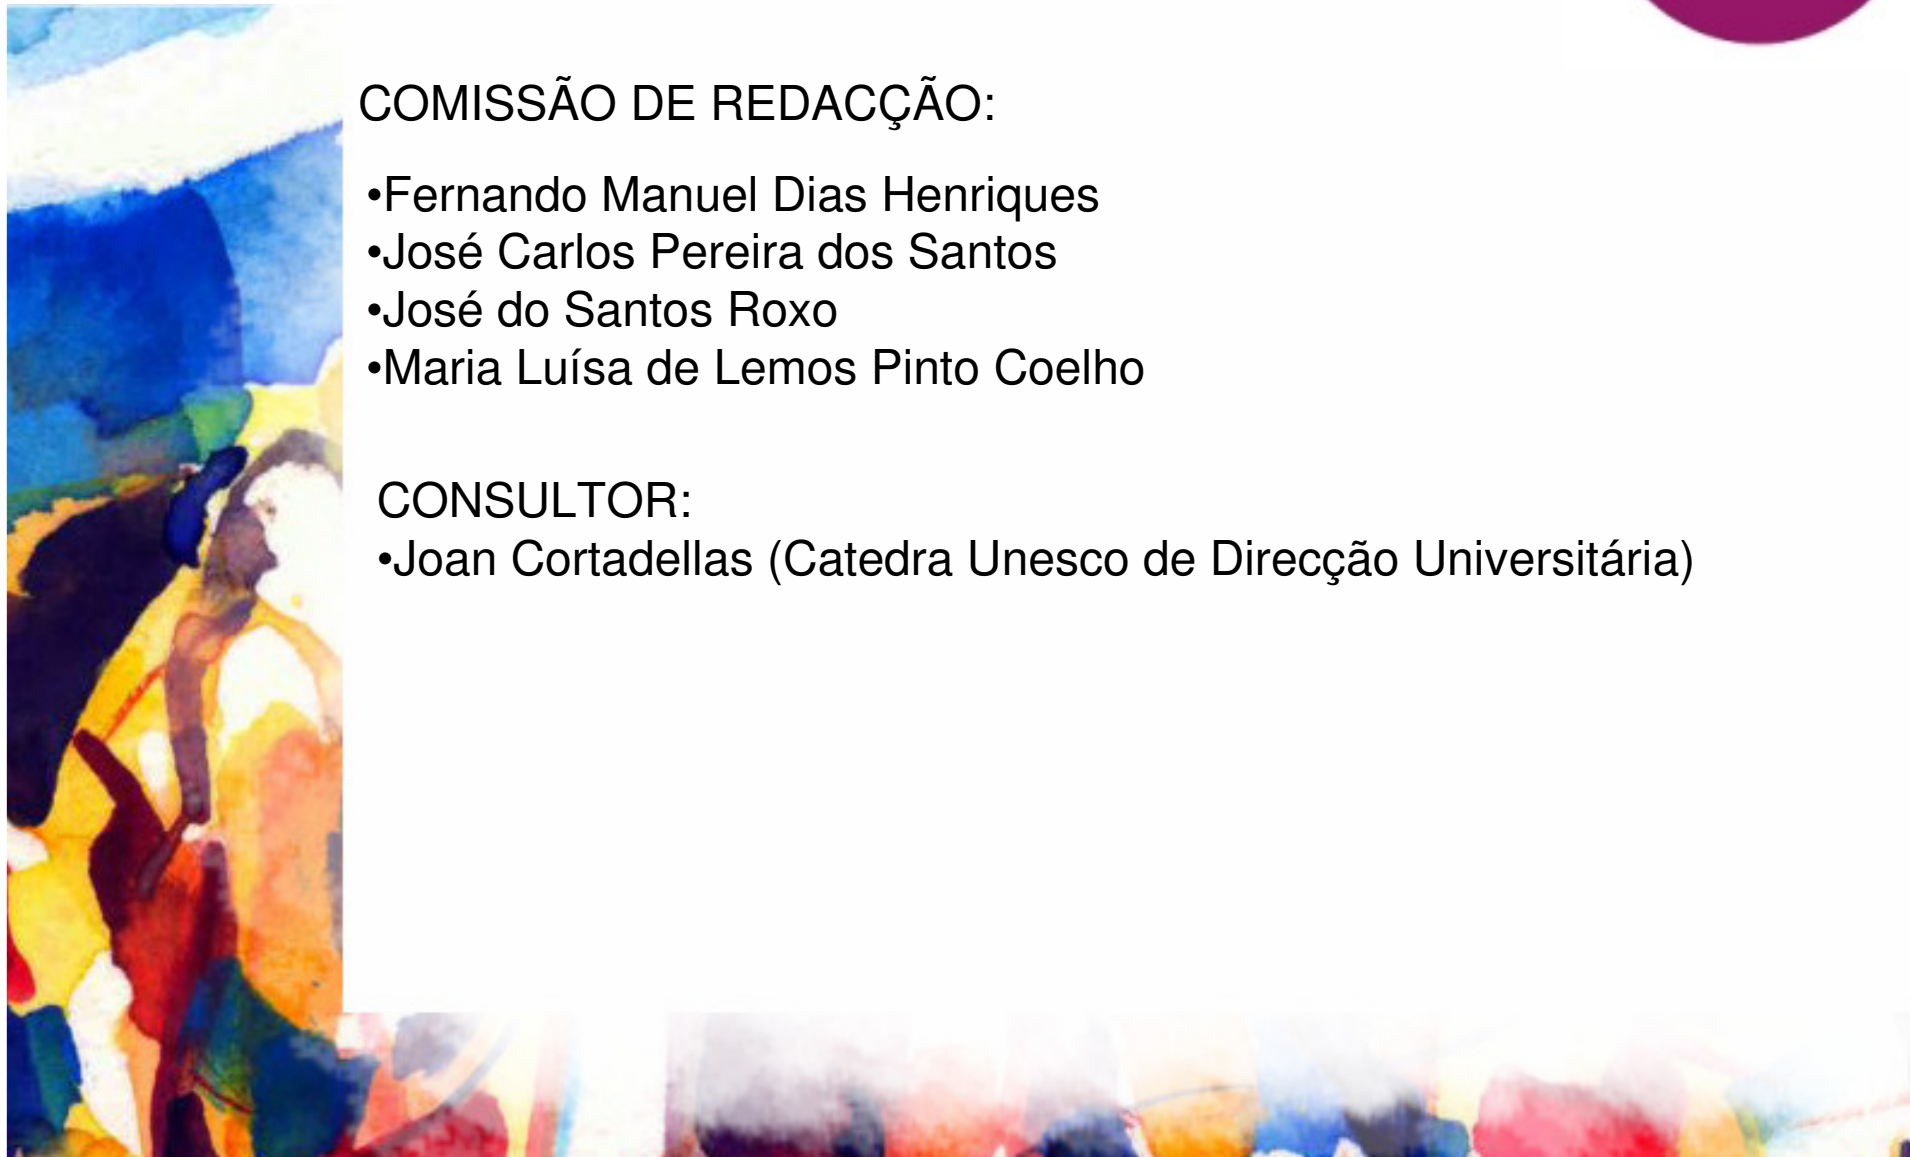 COMISSÃO DE REDACÇÃO:
•Fernando Manuel Dias Henriques
•José Carlos Pereira dos Santos
•José do Santos Roxo
•Maria Luísa de Lemos Pinto Coelho
CONSULTOR:
•Joan Cortadellas (Catedra Unesco de Direcção Universitária)